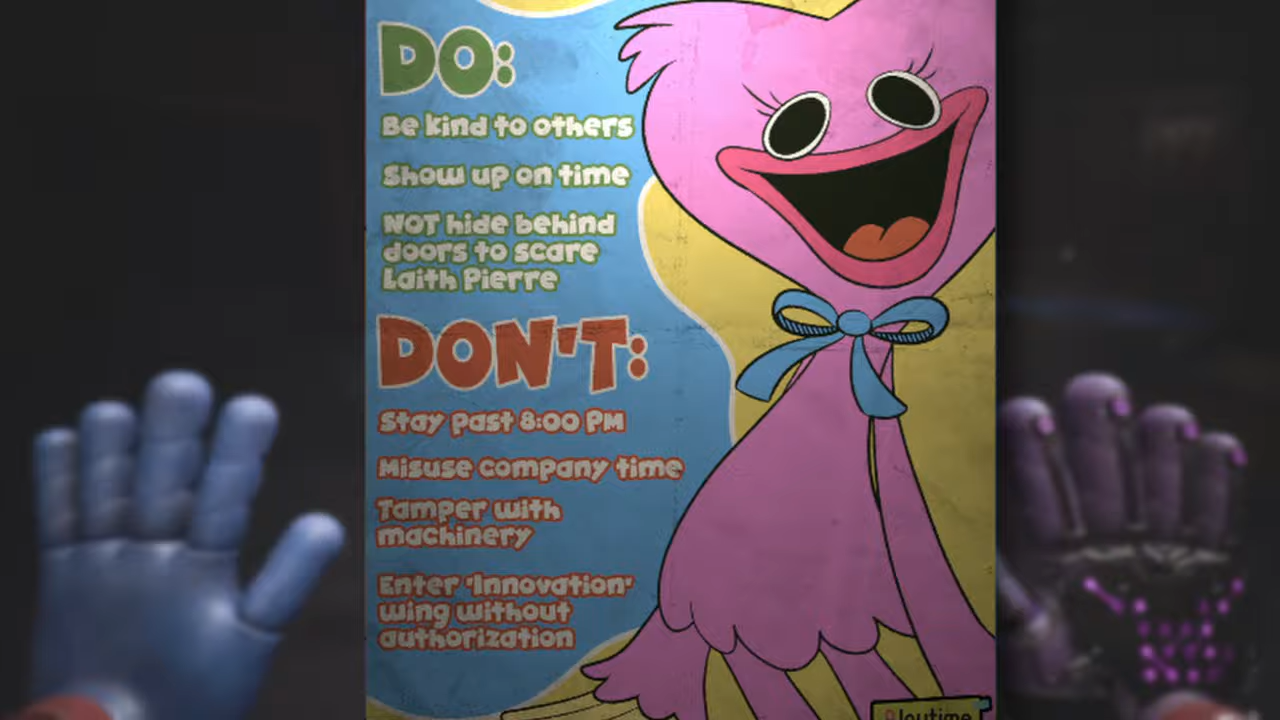 DO:
Be kind to others
Show up on time
NOT hide behind
doors to scare
Laith Pierre
DON'T:
Stay past 8:00 PM
Misuse company time
Tamper with
machinery
Enter 'Innovation'
wing without
authorization
Playtime